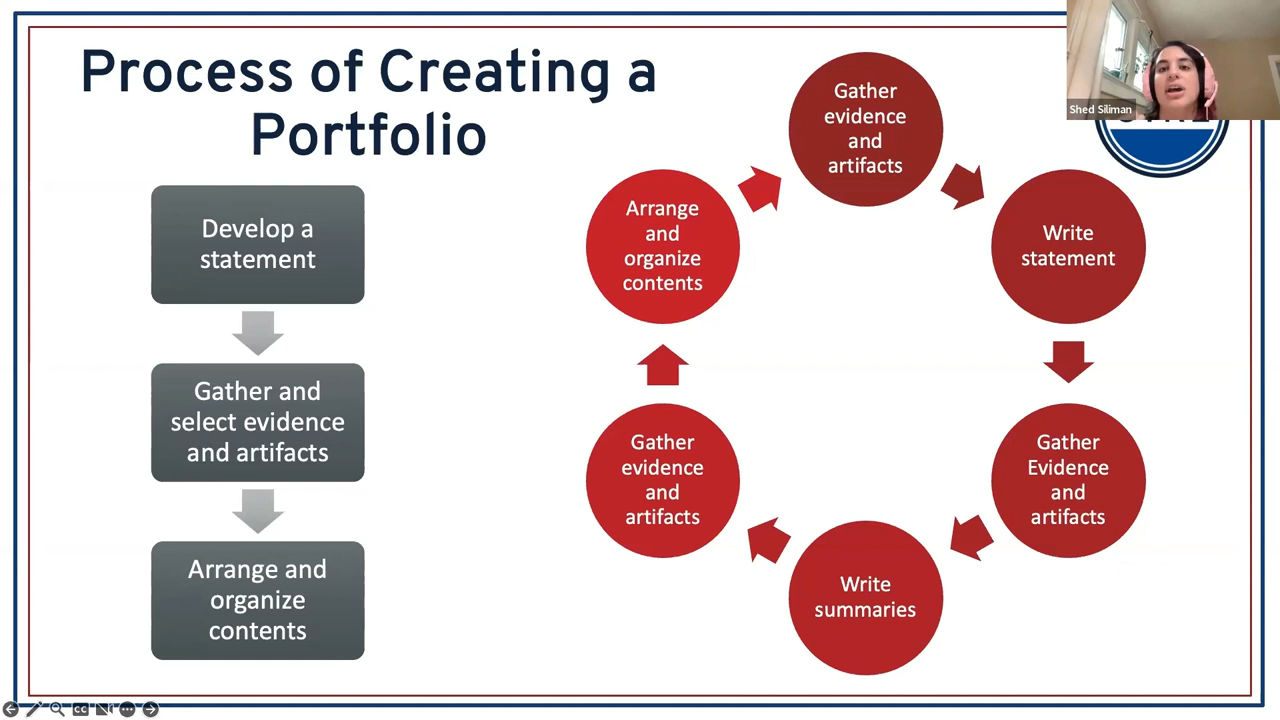 Process of Creating a
Portfolio
Develop a
statement
Gather and
select evidence
and artifacts
Arrange and
organize
contents
Gather
evidence
and
artifacts
Write
statement
Gather
Evidence
and
artifacts
Write
summaries
Gather
evidence
and
artifacts
Arrange
and
organize
contents
Shed Siliman
CC